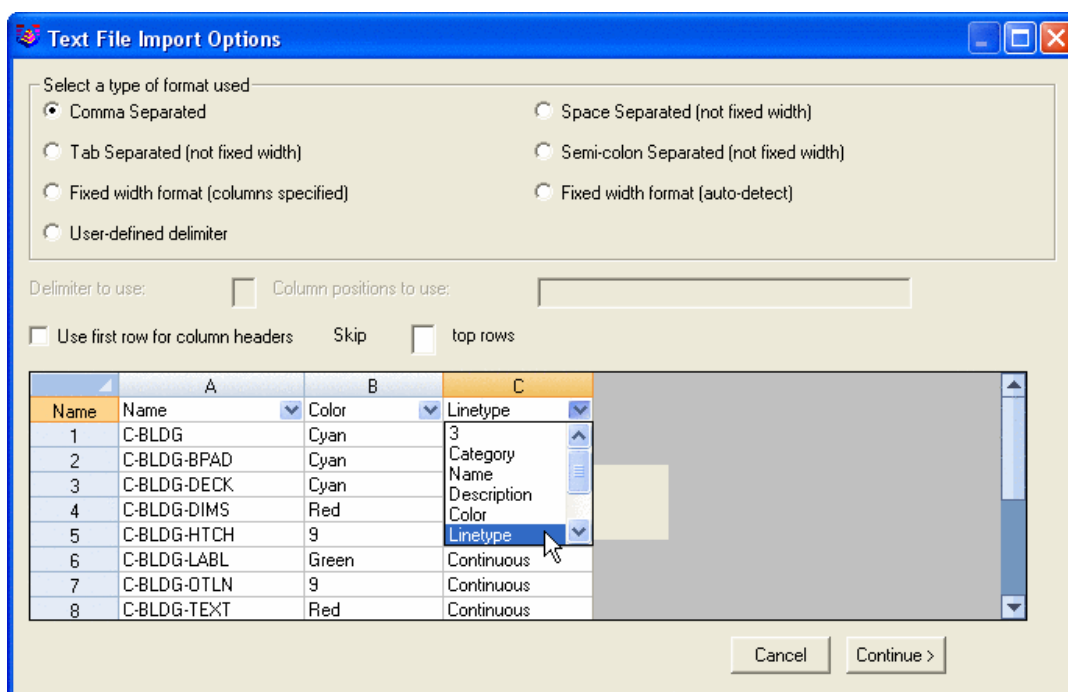 Text File Import Options
Select a type of format used
Comma Separated
Space Separated (not fixed width)
Tab Separated (not fixed width)
Semi-colon Separated (not fixed width)
Fixed width format (columns specified)
Fixed width format (auto-detect)
User-defined delimiter
Delimiter to use: Column positions to use:
Use first row for column headers Skip top rows
A B C
Name Name Color Linetype
1 C-BLDG Cyan 3
2 C-BLDG-BPAD Cyan Category
Name
3 C-BLDG-DECK Cyan Description
4 C-BLDG-DIMS Red Color
5 C-BLDG-HTCH 9 Linetype
6 C-BLDG-LABL Green Continuous
7 C-BLDG-OTLN 9 Continuous
8 C-BLDG-TEXT Red Continuous
Cancel Continue >